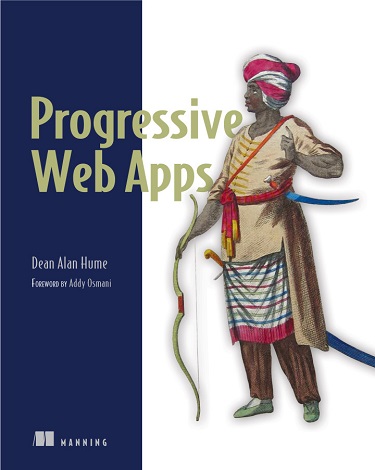 Progressive
Web Apps
Dean Alan Hume
Foreword by Addy Osmani
MANNING